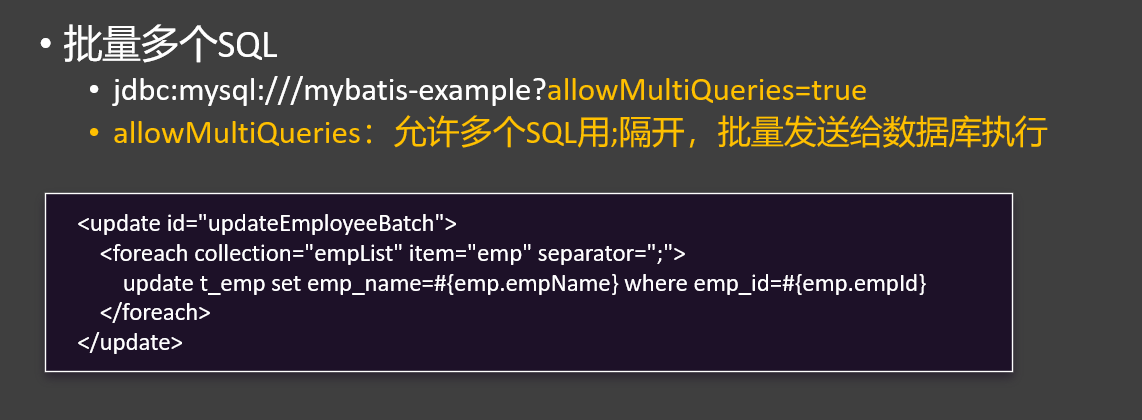 • 批量多个SQL
• jdbc:mysql:///mybatis-example?allowMultiQueries=true
• allowMultiQueries：允许多个SQL用;隔开，批量发送给数据库执行
<update id="updateEmployeeBatch">
<foreach collection="empList" item="emp" separator=";">
update t_emp set emp_name=#{emp.empName} where emp_id=#{emp.empId}
</foreach>
</update>